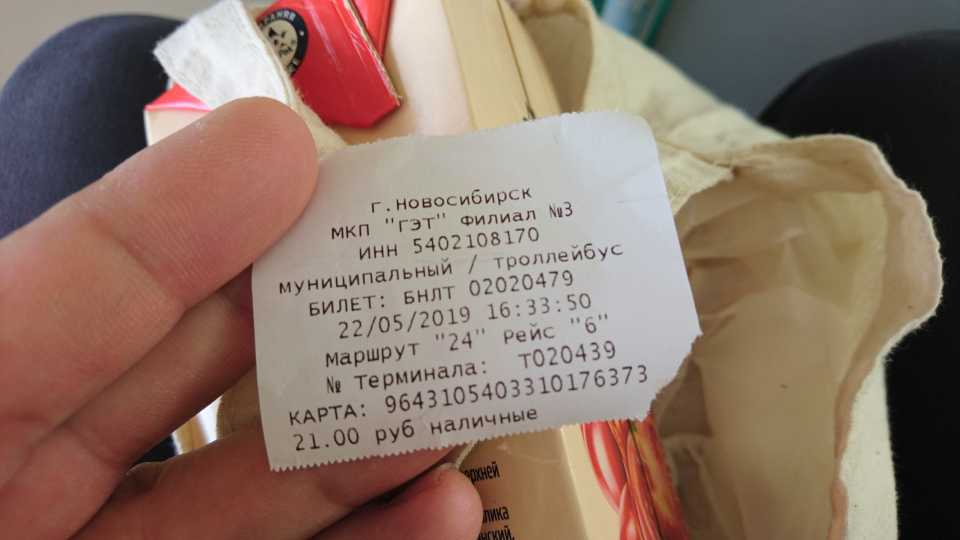 г.Новосибирск
МКП "ГЭТ" Филиал №3
ИНН 5402108170
муниципальный / троллейбус
БИЛЕТ: БНЛТ 02020479
22/05/2019 16:33:50
Маршрут "24" Рейс "6"
№ Терминала: Т020439
КАРТА: 96431054033310176373
21.00 руб наличные